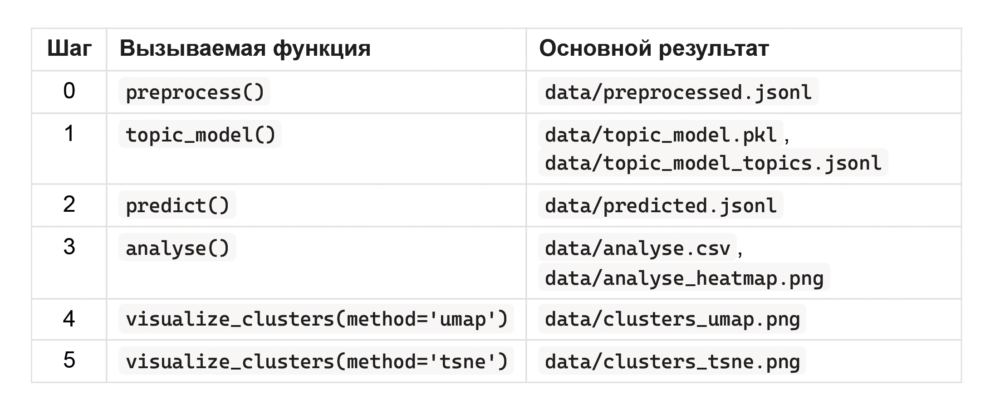 Шаг Вызываемая функция Основной результат
0 preprocess() data/preprocessed.jsonl
1 topic_model() data/topic_model.pkl,
data/topic_model_topics.jsonl
2 predict() data/predicted.jsonl
3 analyse() data/analyse.csv,
data/analyse_heatmap.png
4 visualize_clusters(method='umap') data/clusters_umap.png
5 visualize_clusters(method='tsne') data/clusters_tsne.png